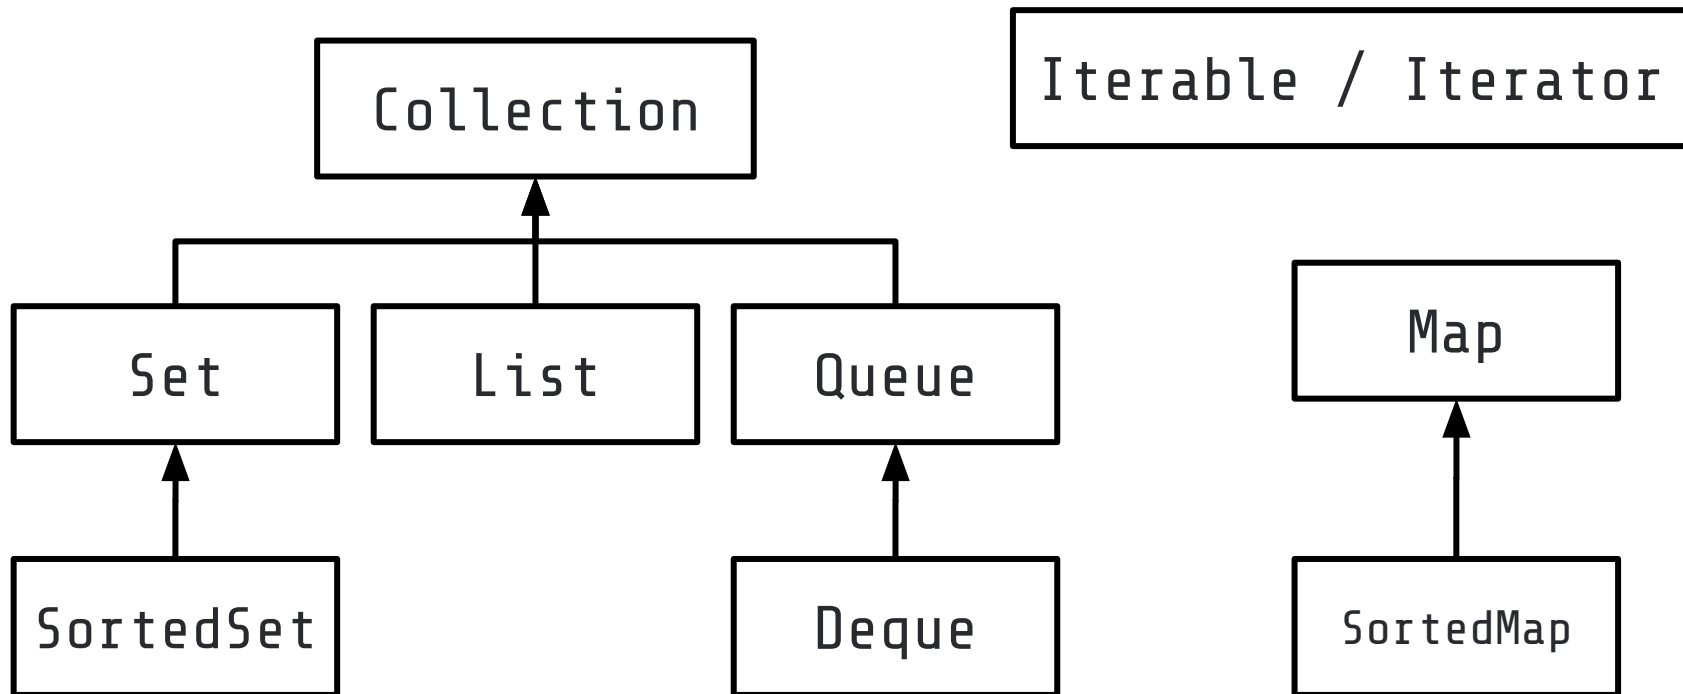 Collection
Iterable / Iterator
Set
List
Queue
Map
SortedSet
Deque
SortedMap